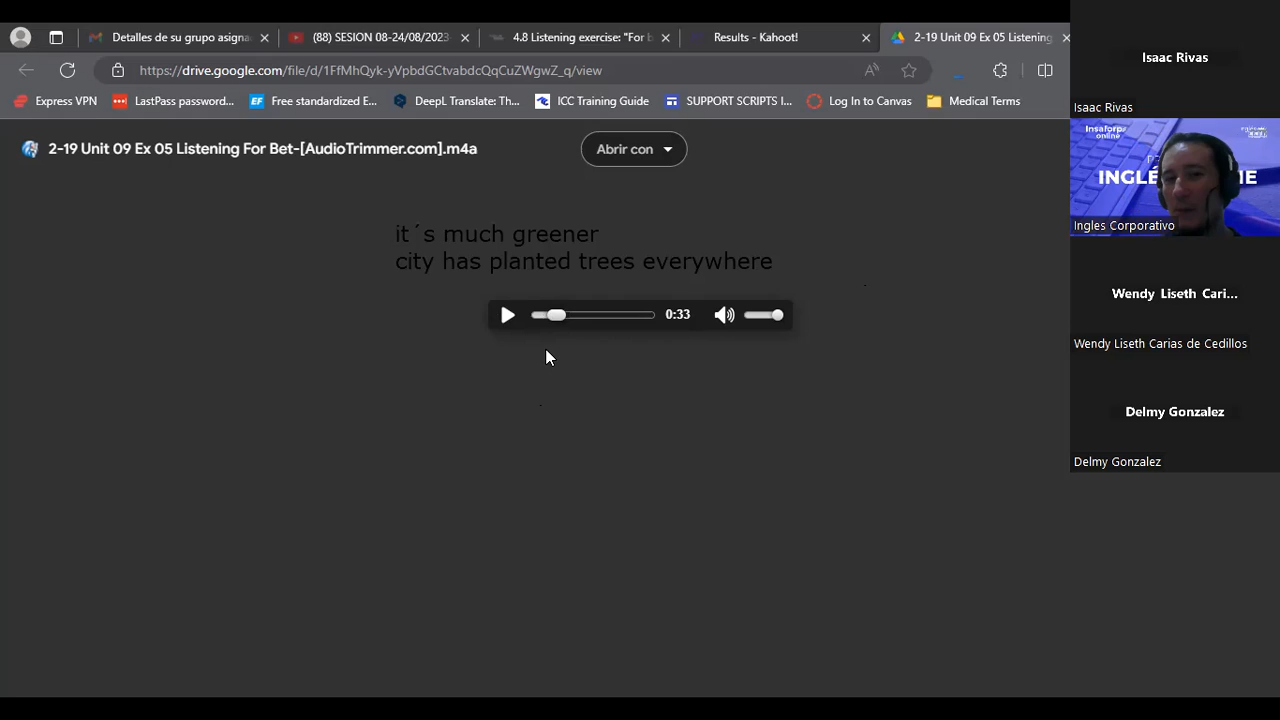 Detalles de su grupo asigna
(88) SESION 08-24/08/2023
4.8 Listening exercise: "For b
Results - Kahoot!
2-19 Unit 09 Ex 05 Listening
https://drive.google.com/file/d/1FfMhQyk-yVpbdGCtvabdcQqCuZWgwZ_q/view
Express VPN
LastPass password...
Free standardized E...
DeepL Translate: Th...
ICC Training Guide
SUPPORT SCRIPTS I...
Log In to Canvas
Medical Terms
2-19 Unit 09 Ex 05 Listening For Bet-[AudioTrimmer.com].m4a
Abrir con
it´s much greener
city has planted trees everywhere
0:33
Isaac Rivas
Isaac Rivas
Insaforp
online
INGLÉ
NE
Ingles Corporativo
Wendy Liseth Cari...
Wendy Liseth Carias de Cedillos
Delmy Gonzalez
Delmy Gonzalez